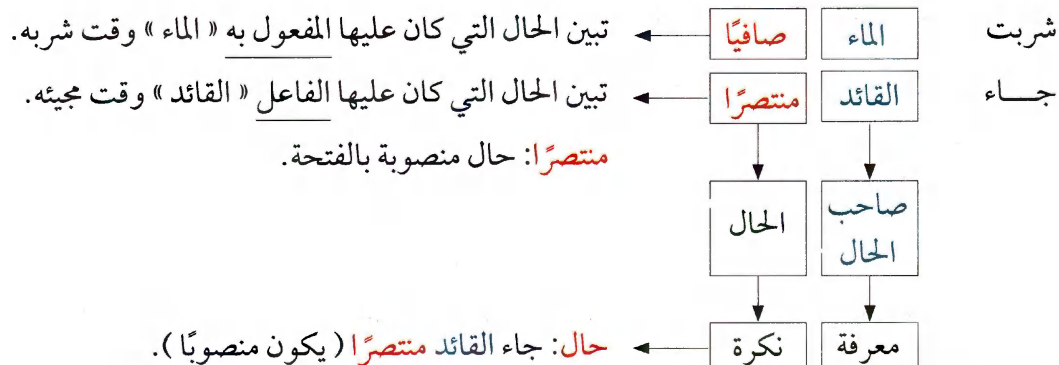 شربت الماء صافيًا تبين الحال التي كان عليها المفعول به « الماء » وقت شربه.
جـــاء القائد منتصرًا تبين الحال التي كان عليها الفاعل « القائد » وقت مجيئه.
منتصرًا: حال منصوبة بالفتحة.
صاحب الحال
الحال
معرفة نكرة حال: جاء القائد منتصرًا ( يكون منصوبًا ).